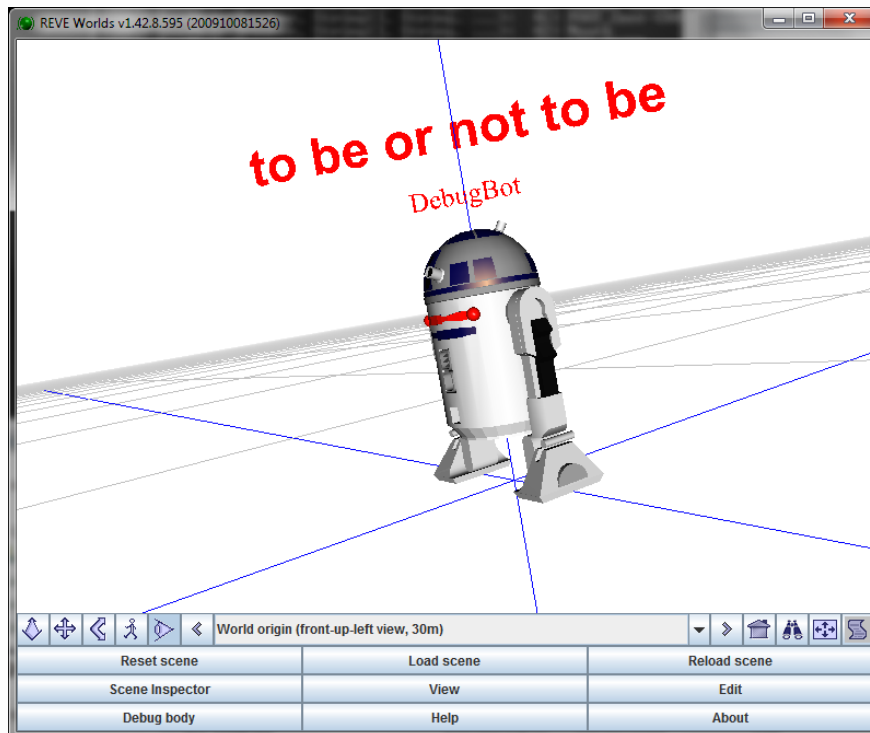 REVE Worlds v1.42.8.595 (200910081526)
to be or not to be
DebugBot
World origin (front-up-left view, 30m)
Reset scene Load scene Reload scene
Scene Inspector View Edit
Debug body Help About